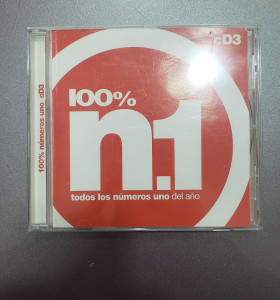 cD3
100%
n.1
todos los números uno del año
100% números uno cD3